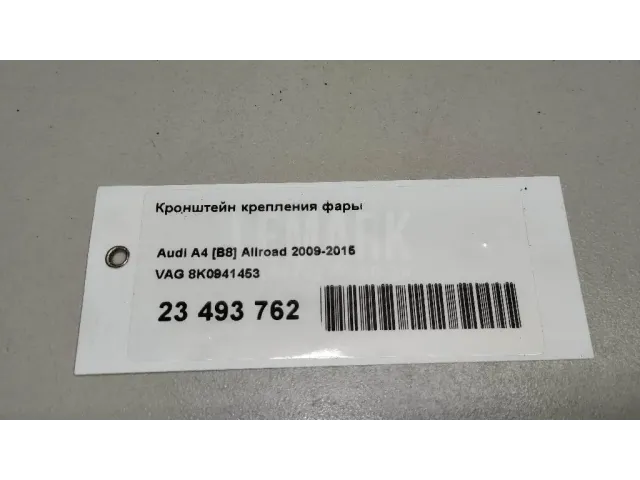 Кронштейн крепления фары
Audi A4 [B8] Allroad 2009-2015
VAG 8K0941453
23 493 762